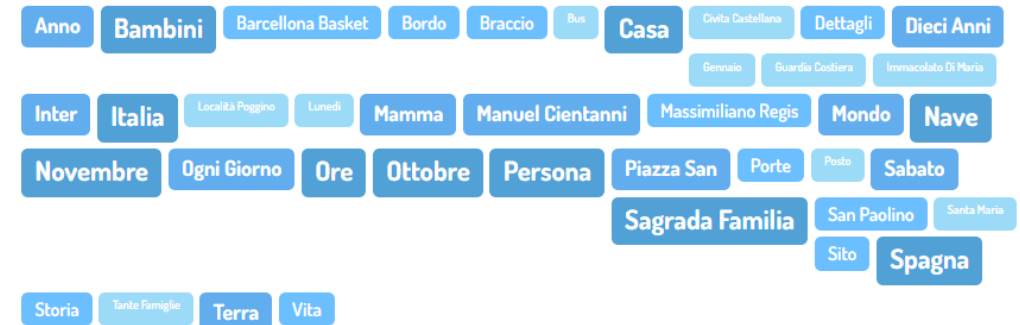 Anno Bambini Barcellona Basket Bordo Braccio Bus Casa Civita Castellana Dettagli Dieci Anni
Gennaio Guardia Costiera Immacolato Di Maria
Inter Italia Località Poggino Lunedì Mamma Manuel Cientanni Massimiliano Regis Mondo Nave
Novembre Ogni Giorno Ore Ottobre Persona Piazza San Porte Posto Sabato
Sagrada Familia San Paolino Santa Maria
Sito Spagna
Storia Tante Famiglie Terra Vita